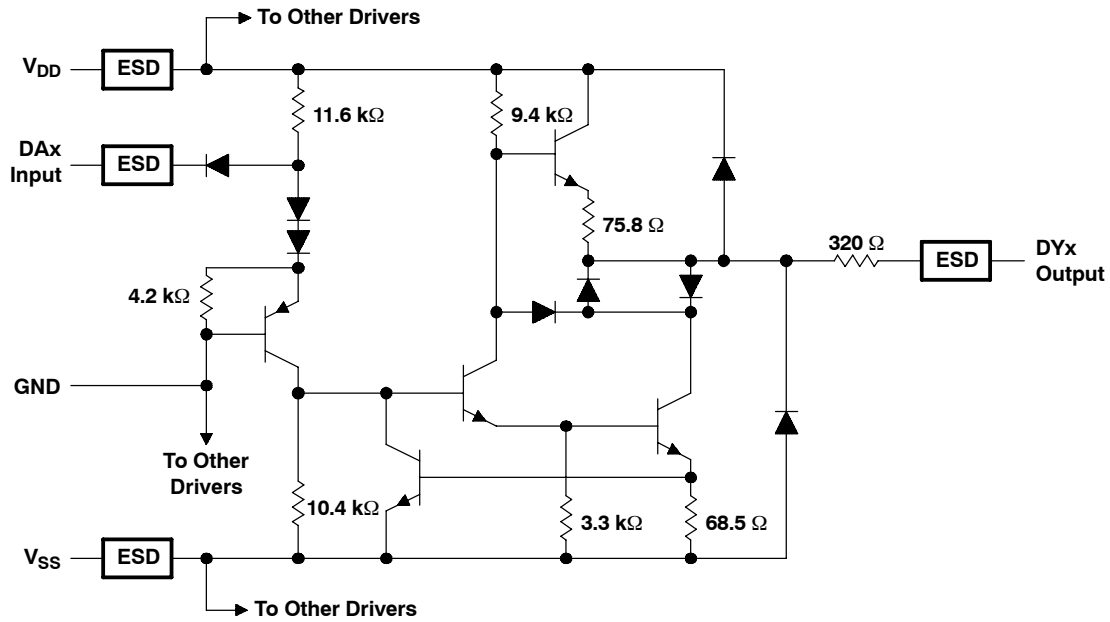 To Other Drivers
V_DD
ESD
11.6 kΩ
9.4 kΩ
DAx
Input
ESD
75.8 Ω
320 Ω
ESD
DYx
Output
4.2 kΩ
GND
To Other
Drivers
10.4 kΩ
3.3 kΩ
68.5 Ω
V_SS
ESD
To Other Drivers